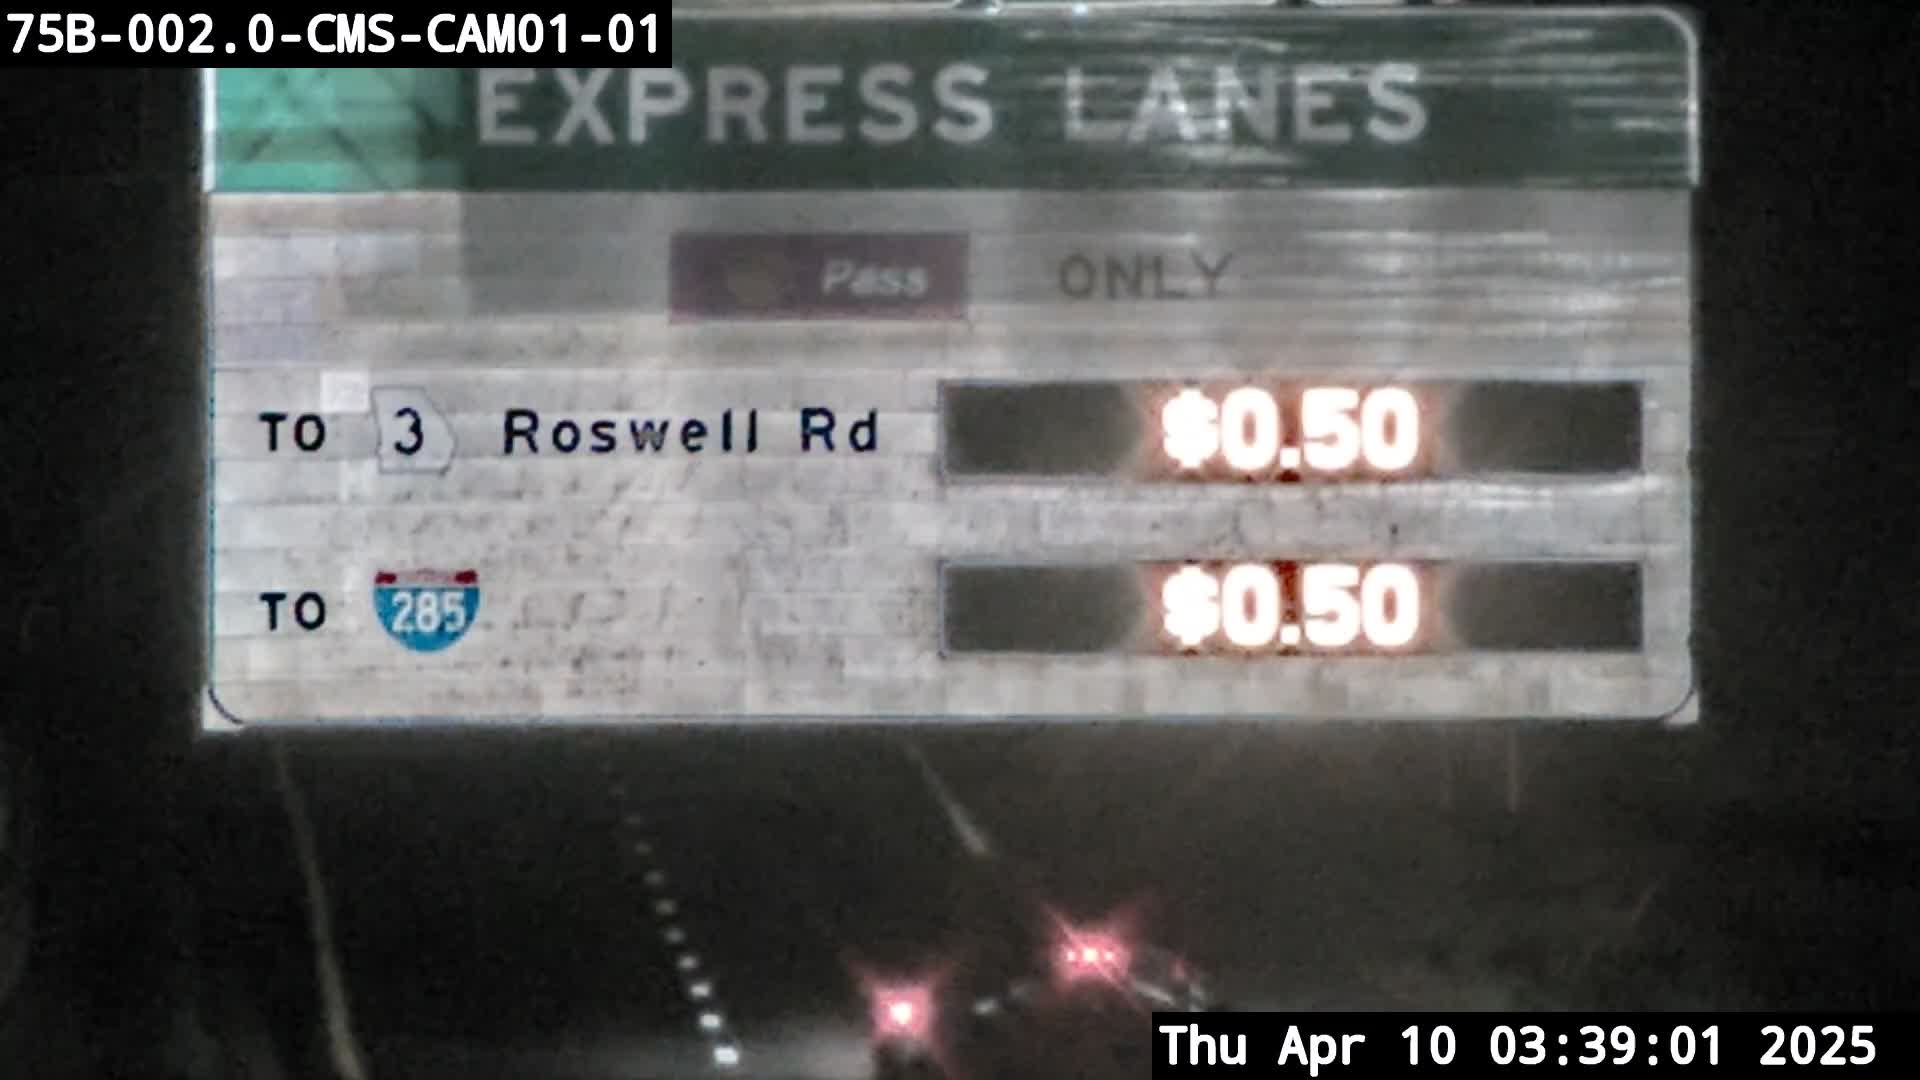 75B-002.0-CMS-CAM01-01
EXPRESS LANES
Pass ONLY
TO 3 Roswell Rd $0.50
TO 285 $0.50
Thu Apr 10 03:39:01 2025